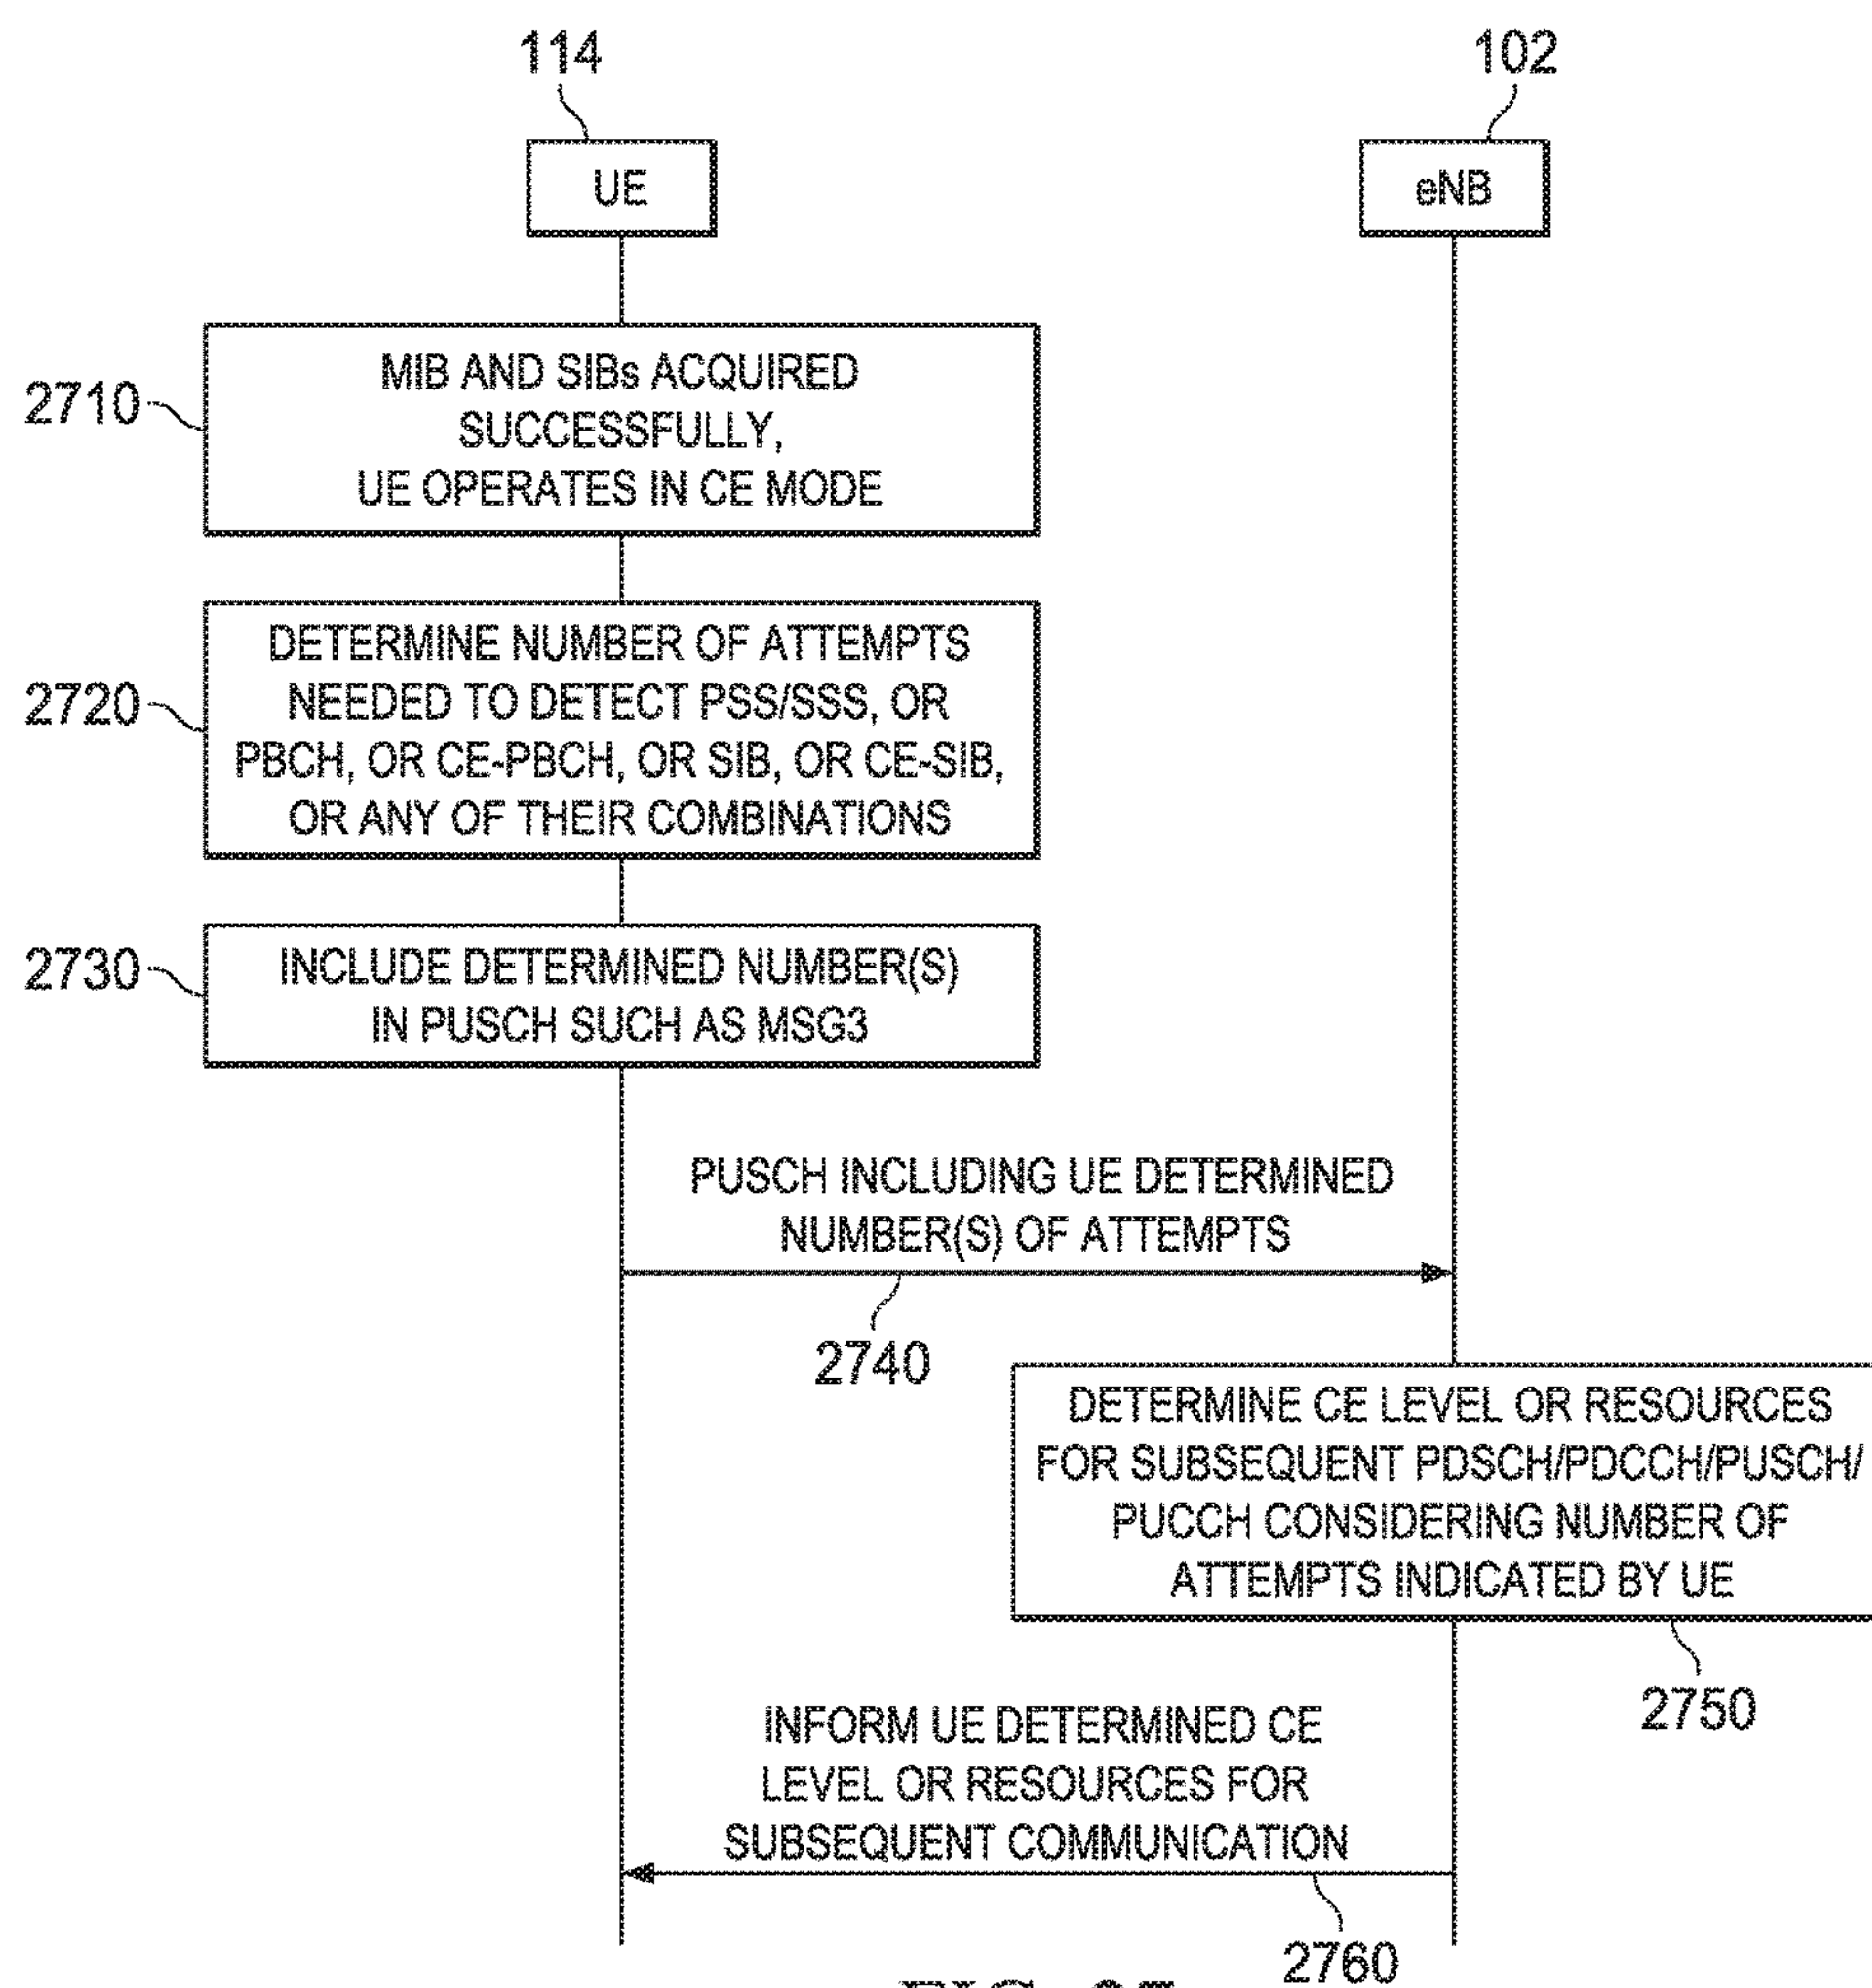 114
102
UE
eNB
2710
MIB AND SIBs ACQUIRED
SUCCESSFULLY,
UE OPERATES IN CE MODE
2720
DETERMINE NUMBER OF ATTEMPTS
NEEDED TO DETECT PSS/SSS, OR
PBCH, OR CE-PBCH, OR SIB, OR CE-SIB,
OR ANY OF THEIR COMBINATIONS
2730
INCLUDE DETERMINED NUMBER(S)
IN PUSCH SUCH AS MSG3
PUSCH INCLUDING UE DETERMINED
NUMBER(S) OF ATTEMPTS
2740
DETERMINE CE LEVEL OR RESOURCES
FOR SUBSEQUENT PDSCH/PDCCH/PUSCH/
PUCCH CONSIDERING NUMBER OF
ATTEMPTS INDICATED BY UE
2750
INFORM UE DETERMINED CE
LEVEL OR RESOURCES FOR
SUBSEQUENT COMMUNICATION
2760